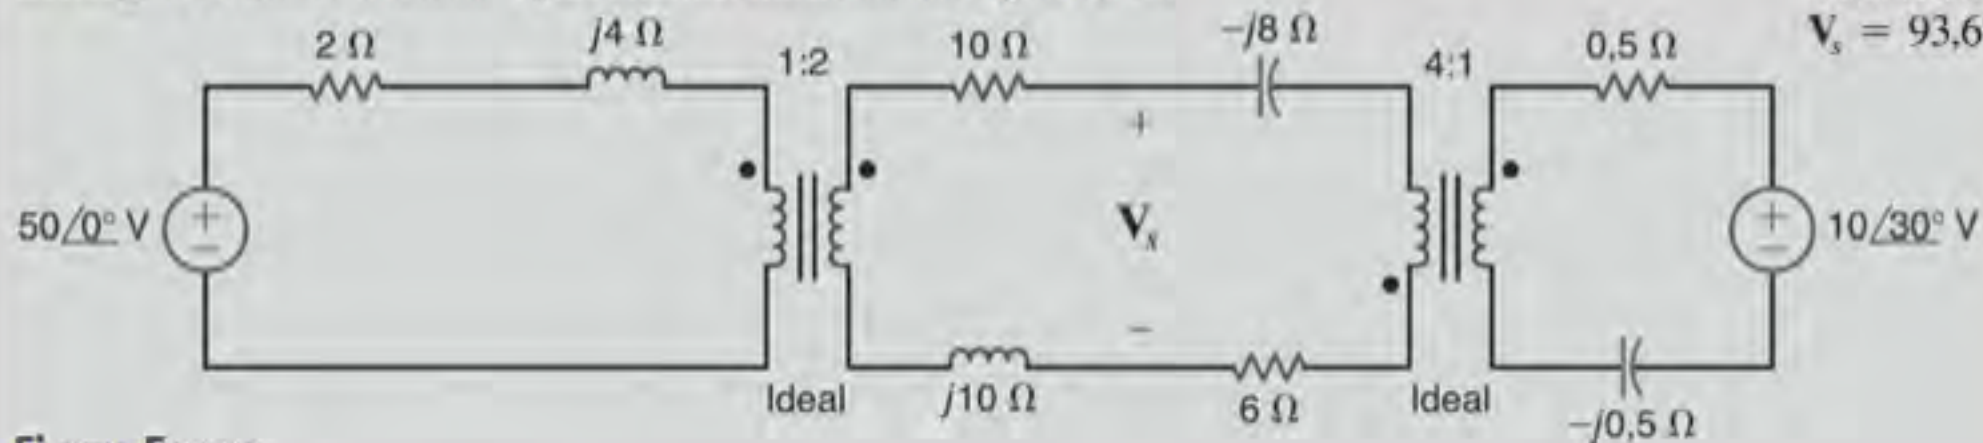 2 Ω
j4 Ω
1:2
10 Ω
-j8 Ω
4:1
0,5 Ω
V_s = 93,6
50/0° V
+
−
+
V_s
−
+
−
10/30° V
Ideal
j10 Ω
6 Ω
Ideal
-j0,5 Ω